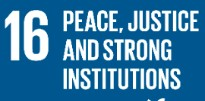 16 PEACE, JUSTICE
AND STRONG
INSTITUTIONS